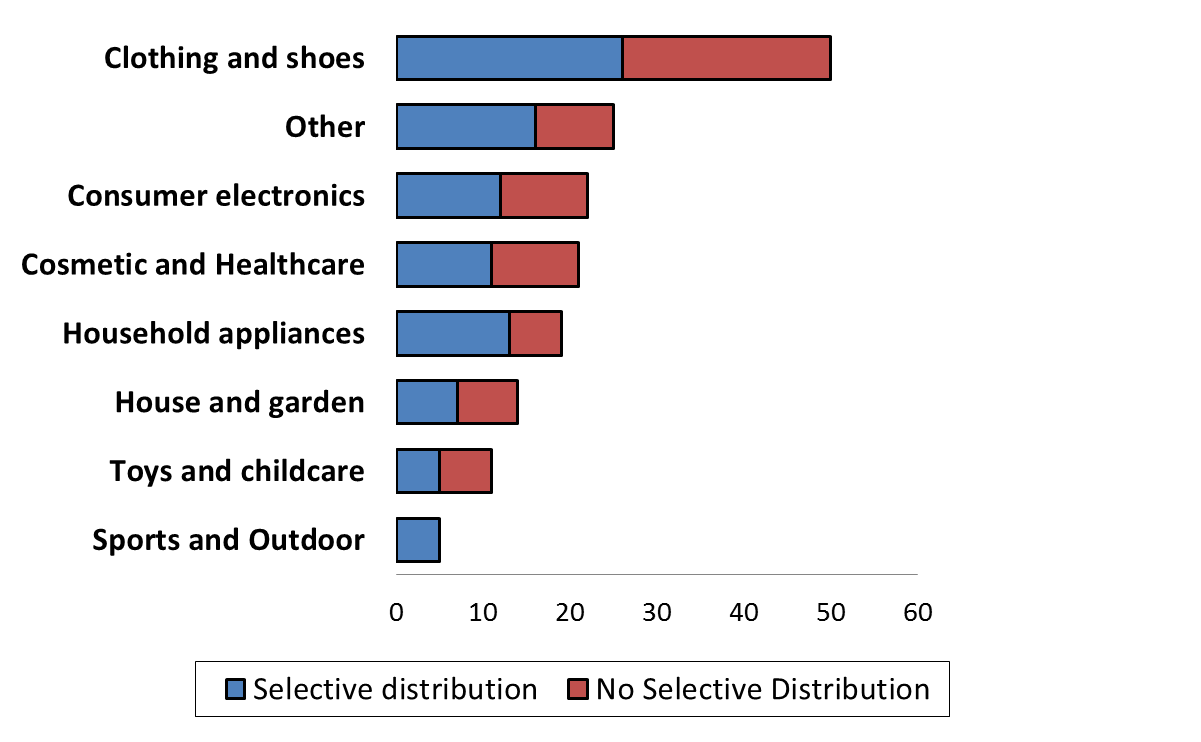 Clothing and shoes
Other
Consumer electronics
Cosmetic and Healthcare
Household appliances
House and garden
Toys and childcare
Sports and Outdoor
0 10 20 30 40 50 60
Selective distribution No Selective Distribution